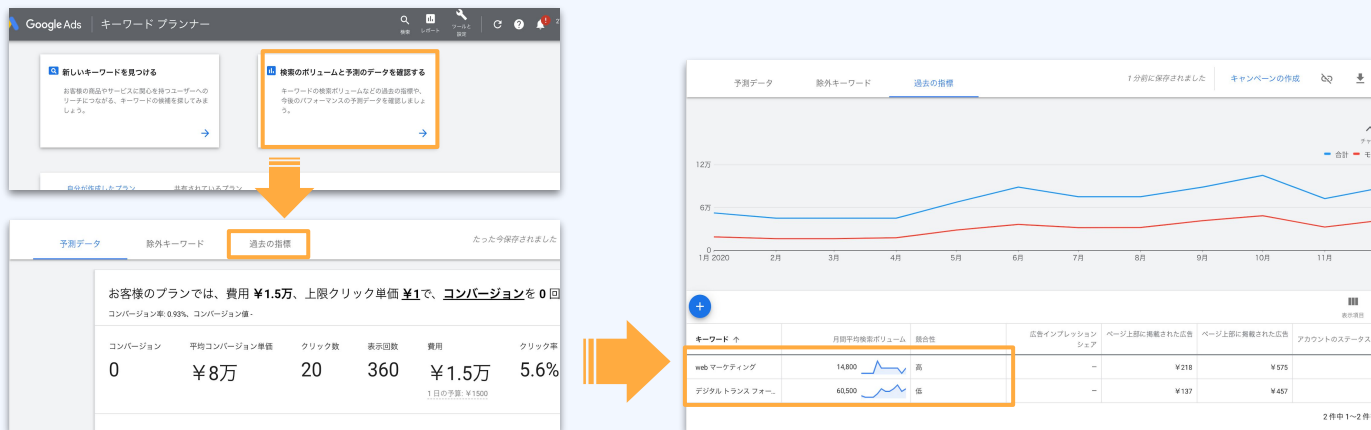 Google Ads キーワード プランナー
検索
レポート
ツールと
設定
新しいキーワードを見つける
お客様の商品やサービスに関心を持つユーザーへの
リーチにつながる、キーワードの候補を探してみま
しょう。
検索のボリュームと予測のデータを確認する
キーワードの検索ボリュームなどの過去の指標や、
今後のパフォーマンスの予測データを確認しましょ
う。
自分が作成したプラン 共有されているプラン
予測データ 除外キーワード 過去の指標 たった今保存されました
お客様のプランでは、費用 ¥1.5万、上限クリック単価 ¥1で、コンバージョンを 0 回
コンバージョン率: 0.93%、コンバージョン値 -
コンバージョン 平均コンバージョン単価 クリック数 表示回数 費用 クリック率
0 ¥8万 20 360 ¥1.5万 5.6%
1 日の予算: ¥1500
予測データ 除外キーワード 過去の指標 1 分前に保存されました キャンペーンの作成
合計 モ
12万
6万
0
1月 2020 2月 3月 4月 5月 6月 7月 8月 9月 10月 11月
表示項目
キーワード ↑ 月間平均検索ボリューム 競合性 広告インプレッション シェア ページ上部に掲載された広告 ページ上部に掲載された広告 アカウントのステータス
web マーケティング 14,800 高 – ¥218 ¥575
デジタル トランス フォー... 60,500 低 – ¥137 ¥457
2 件中 1～2 件